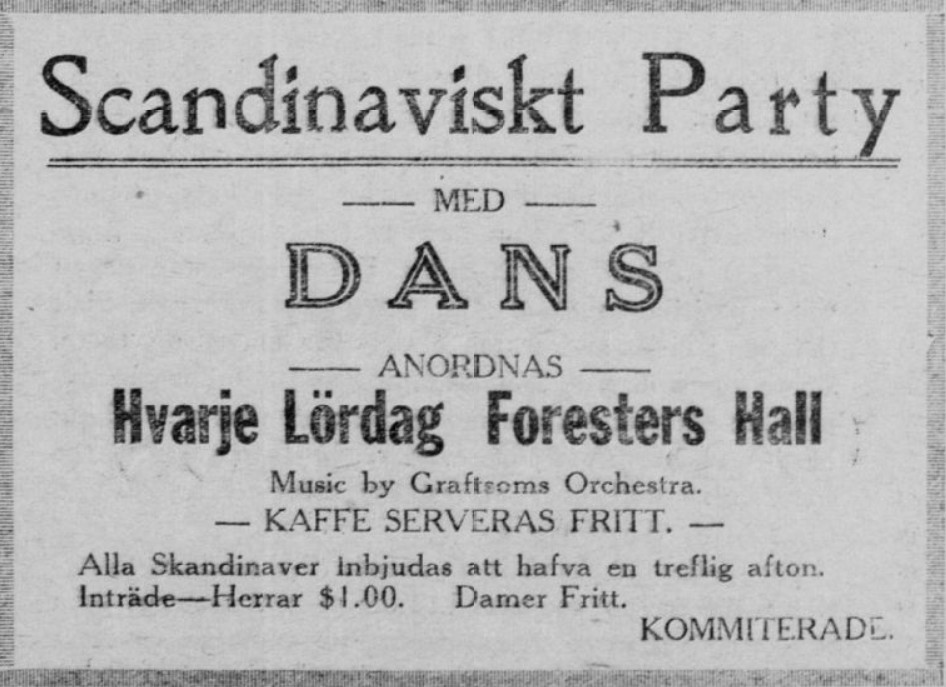 Scandinaviskt Party
— MED —
DANS
— ANORDNAS —
Hvarje Lördag Foresters Hall
Music by Graftsoms Orchestra.
— KAFFE SERVERAS FRITT. —
Alla Skandinaver inbjudas att hafva en treflig afton.
Inträde—Herrar $1.00. Damer Fritt.
KOMMITERADE.